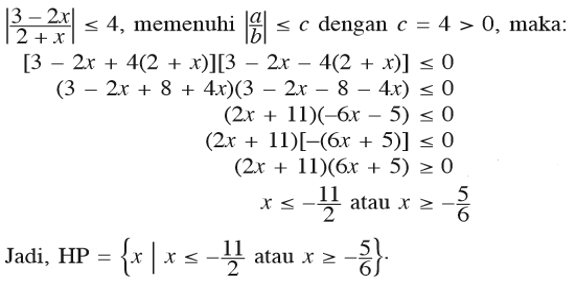 |3 − 2x / 2 + x| ≤ 4, memenuhi |a/b| ≤ c dengan c = 4 > 0, maka:
[3 − 2x + 4(2 + x)][3 − 2x − 4(2 + x)] ≤ 0
(3 − 2x + 8 + 4x)(3 − 2x − 8 − 4x) ≤ 0
(2x + 11)(−6x − 5) ≤ 0
(2x + 11)[−(6x + 5)] ≤ 0
(2x + 11)(6x + 5) ≥ 0
x ≤ −11/2 atau x ≥ −5/6
Jadi, HP = {x | x ≤ −11/2 atau x ≥ −5/6}.